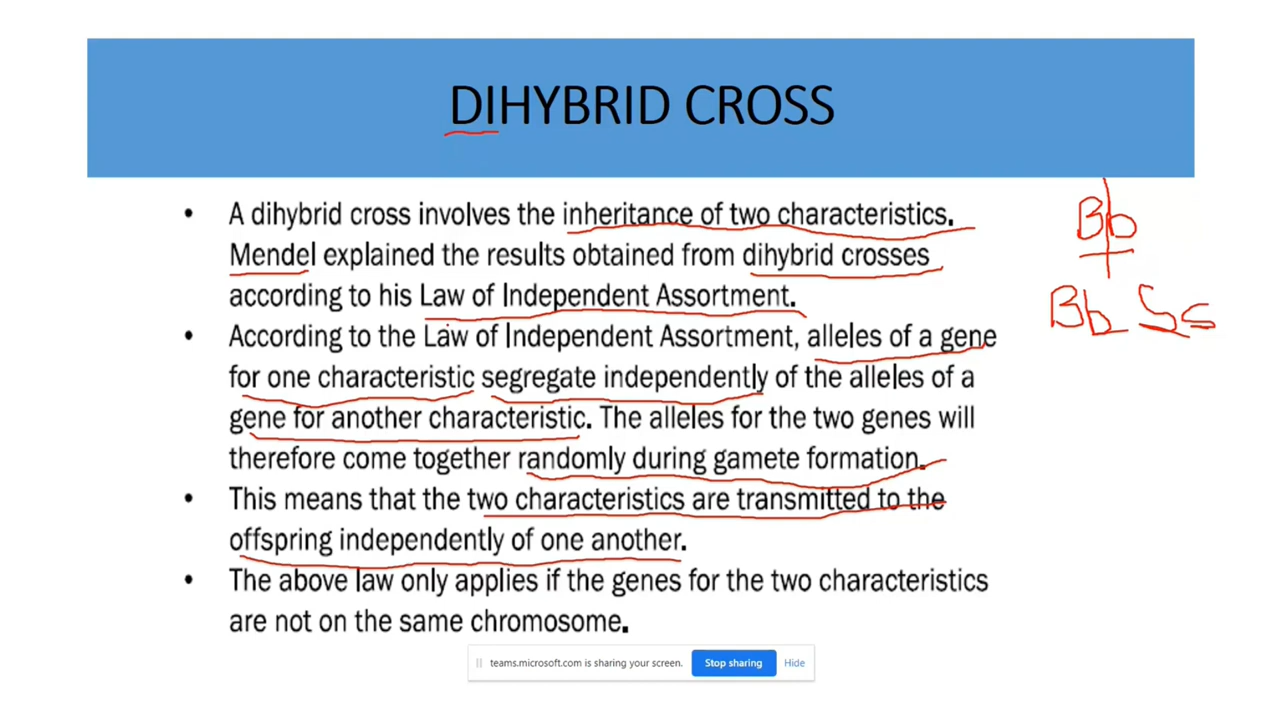 DIHYBRID CROSS
• A dihybrid cross involves the inheritance of two characteristics.
Mendel explained the results obtained from dihybrid crosses
according to his Law of Independent Assortment.
• According to the Law of Independent Assortment, alleles of a gene
for one characteristic segregate independently of the alleles of a
gene for another characteristic. The alleles for the two genes will
therefore come together randomly during gamete formation.
• This means that the two characteristics are transmitted to the
offspring independently of one another.
• The above law only applies if the genes for the two characteristics
are not on the same chromosome.
Bb
Bb Ss
teams.microsoft.com is sharing your screen.
Stop sharing
Hide